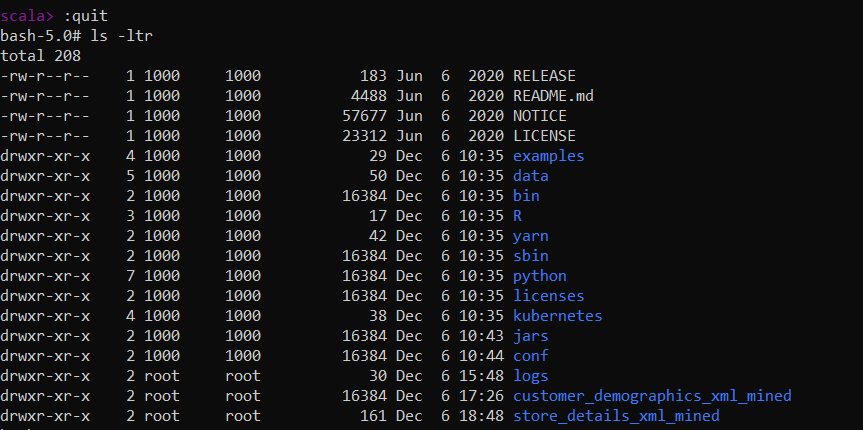 scala> :quit
bash-5.0# ls -ltr
total 208
-rw-r--r--    1 1000     1000           183 Jun  6  2020 RELEASE
-rw-r--r--    1 1000     1000          4488 Jun  6  2020 README.md
-rw-r--r--    1 1000     1000         57677 Jun  6  2020 NOTICE
-rw-r--r--    1 1000     1000         23312 Jun  6  2020 LICENSE
drwxr-xr-x    4 1000     1000            29 Dec  6 10:35 examples
drwxr-xr-x    5 1000     1000            50 Dec  6 10:35 data
drwxr-xr-x    2 1000     1000         16384 Dec  6 10:35 bin
drwxr-xr-x    3 1000     1000            17 Dec  6 10:35 R
drwxr-xr-x    2 1000     1000            42 Dec  6 10:35 yarn
drwxr-xr-x    2 1000     1000         16384 Dec  6 10:35 sbin
drwxr-xr-x    7 1000     1000         16384 Dec  6 10:35 python
drwxr-xr-x    2 1000     1000         16384 Dec  6 10:35 licenses
drwxr-xr-x    4 1000     1000            38 Dec  6 10:35 kubernetes
drwxr-xr-x    2 1000     1000         16384 Dec  6 10:43 jars
drwxr-xr-x    2 1000     1000         16384 Dec  6 10:44 conf
drwxr-xr-x    2 root     root            30 Dec  6 15:48 logs
drwxr-xr-x    2 root     root         16384 Dec  6 17:26 customer_demographics_xml_mined
drwxr-xr-x    2 root     root           161 Dec  6 18:48 store_details_xml_mined